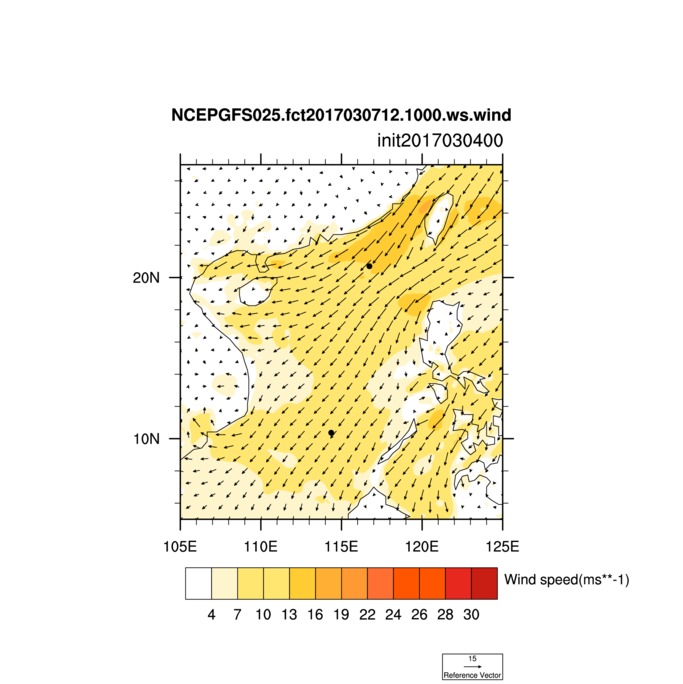 NCEPGFS025.fct2017030712.1000.ws.wind
init2017030400
20N
10N
105E 110E 115E 120E 125E
Wind speed(ms**-1)
4 7 10 13 16 19 22 24 26 28 30
15
Reference Vector